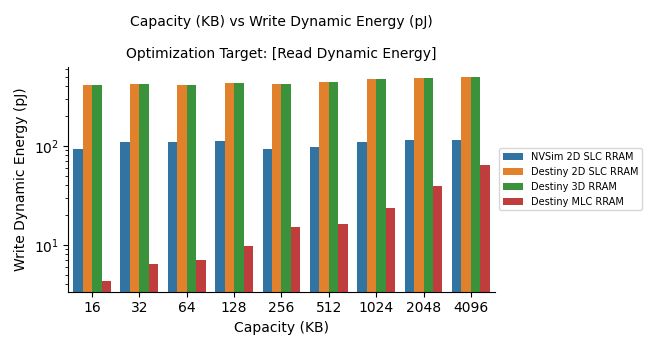 Capacity (KB) vs Write Dynamic Energy (pJ)
Optimization Target: [Read Dynamic Energy]
Write Dynamic Energy (pJ)
10²
10¹
16 32 64 128 256 512 1024 2048 4096
Capacity (KB)
NVSim 2D SLC RRAM
Destiny 2D SLC RRAM
Destiny 3D RRAM
Destiny MLC RRAM